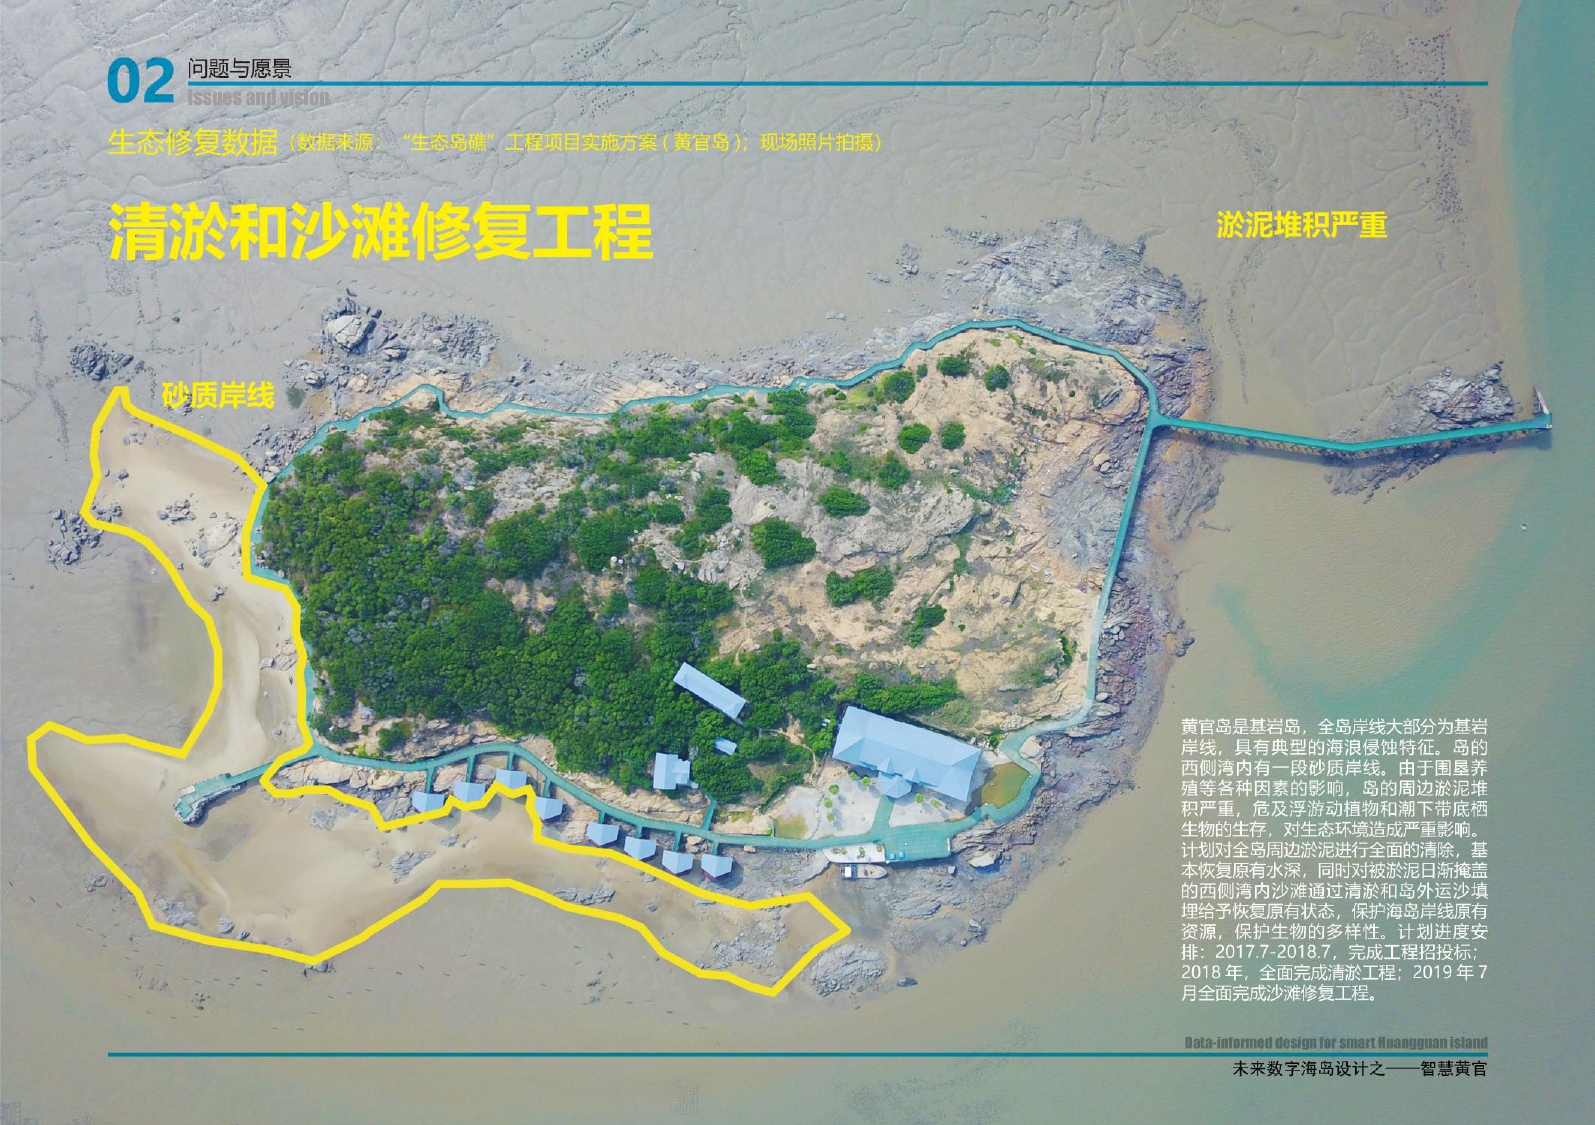 02
问题与愿景
Issues and vision
生态修复数据（数据来源：“生态岛礁”工程项目实施方案(黄官岛)；现场照片拍摄）
清淤和沙滩修复工程
淤泥堆积严重
砂质岸线
黄官岛是基岩岛，全岛岸线大部分为基岩
岸线，具有典型的海浪侵蚀特征。岛的
西侧湾内有一段砂质岸线。由于围垦养
殖等各种因素的影响，岛的周边淤泥堆
积严重，危及浮游动植物和潮下带底栖
生物的生存，对生态环境造成严重影响。
计划对全岛周边淤泥进行全面的清除，基
本恢复原有水深，同时对被淤泥日渐掩盖
的西侧湾内沙滩通过清淤和岛外运沙填
埋给予恢复原有状态，保护海岛岸线原有
资源，保护生物的多样性。计划进度安
排：2017.7-2018.7，完成工程招投标；
2018 年，全面完成清淤工程；2019 年 7
月全面完成沙滩修复工程。
Data-informed design for smart Huangguan island
未来数字海岛设计之——智慧黄官